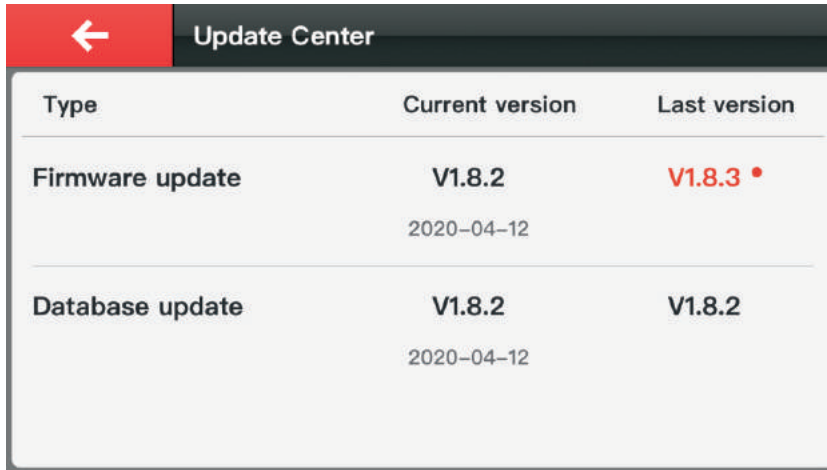 Update Center
Type Current version Last version
Firmware update V1.8.2 V1.8.3
2020-04-12
Database update V1.8.2 V1.8.2
2020-04-12